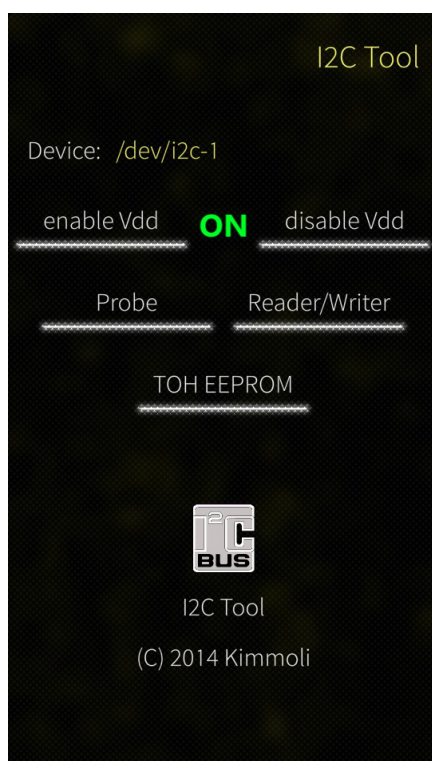 I2C Tool
Device: /dev/i2c-1
enable Vdd ON disable Vdd
Probe Reader/Writer
TOH EEPROM
I2C
BUS
I2C Tool
(C) 2014 Kimmoli